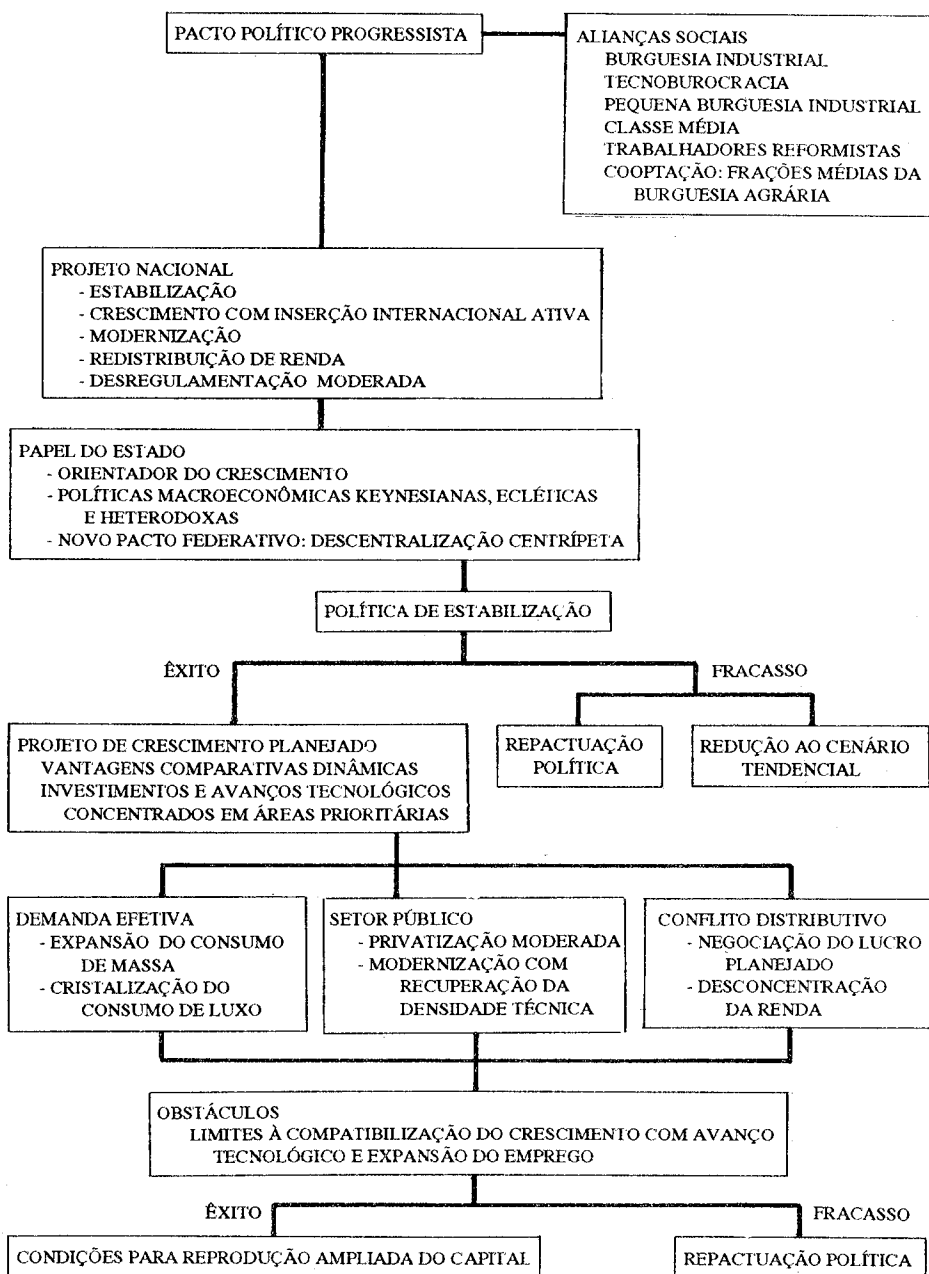 PACTO POLÍTICO PROGRESSISTA
ALIANÇAS SOCIAIS
BURGUESIA INDUSTRIAL
TECNOBUROCRACIA
PEQUENA BURGUESIA INDUSTRIAL
CLASSE MÉDIA
TRABALHADORES REFORMISTAS
COOPTAÇÃO: FRAÇÕES MÉDIAS DA
BURGUESIA AGRÁRIA
PROJETO NACIONAL
- ESTABILIZAÇÃO
- CRESCIMENTO COM INSERÇÃO INTERNACIONAL ATIVA
- MODERNIZAÇÃO
- REDISTRIBUIÇÃO DE RENDA
- DESREGULAMENTAÇÃO MODERADA
PAPEL DO ESTADO
- ORIENTADOR DO CRESCIMENTO
- POLÍTICAS MACROECONÔMICAS KEYNESIANAS, ECLÉTICAS
E HETERODOXAS
- NOVO PACTO FEDERATIVO: DESCENTRALIZAÇÃO CENTRÍPETA
POLÍTICA DE ESTABILIZAÇÃO
ÊXITO
FRACASSO
PROJETO DE CRESCIMENTO PLANEJADO
VANTAGENS COMPARATIVAS DINÂMICAS
INVESTIMENTOS E AVANÇOS TECNOLÓGICOS
CONCENTRADOS EM ÁREAS PRIORITÁRIAS
REPACTUAÇÃO
POLÍTICA
REDUÇÃO AO CENÁRIO
TENDENCIAL
DEMANDA EFETIVA
- EXPANSÃO DO CONSUMO
DE MASSA
- CRISTALIZAÇÃO DO
CONSUMO DE LUXO
SETOR PÚBLICO
- PRIVATIZAÇÃO MODERADA
- MODERNIZAÇÃO COM
RECUPERAÇÃO DA
DENSIDADE TÉCNICA
CONFLITO DISTRIBUTIVO
- NEGOCIAÇÃO DO LUCRO
PLANEJADO
- DESCONCENTRAÇÃO
DA RENDA
OBSTÁCULOS
LIMITES À COMPATIBILIZAÇÃO DO CRESCIMENTO COM AVANÇO
TECNOLÓGICO E EXPANSÃO DO EMPREGO
ÊXITO
FRACASSO
CONDIÇÕES PARA REPRODUÇÃO AMPLIADA DO CAPITAL
REPACTUAÇÃO POLÍTICA